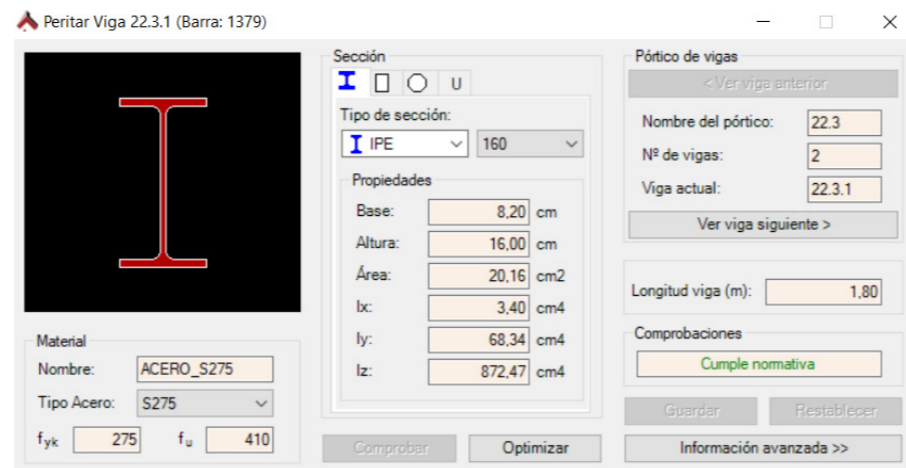 Peritar Viga 22.3.1 (Barra: 1379)
Sección
U
Tipo de sección:
IPE 160
Propiedades
Base: 8,20 cm
Altura: 16,00 cm
Área: 20,16 cm2
Ix: 3,40 cm4
Iy: 68,34 cm4
Iz: 872,47 cm4
Comprobar Optimizar
Material
Nombre: ACERO_S275
Tipo Acero: S275
fyk 275 fu 410
Pórtico de vigas
< Ver viga anterior
Nombre del pórtico: 22.3
Nº de vigas: 2
Viga actual: 22.3.1
Ver viga siguiente >
Longitud viga (m): 1,80
Comprobaciones
Cumple normativa
Guardar Restablecer
Información avanzada >>